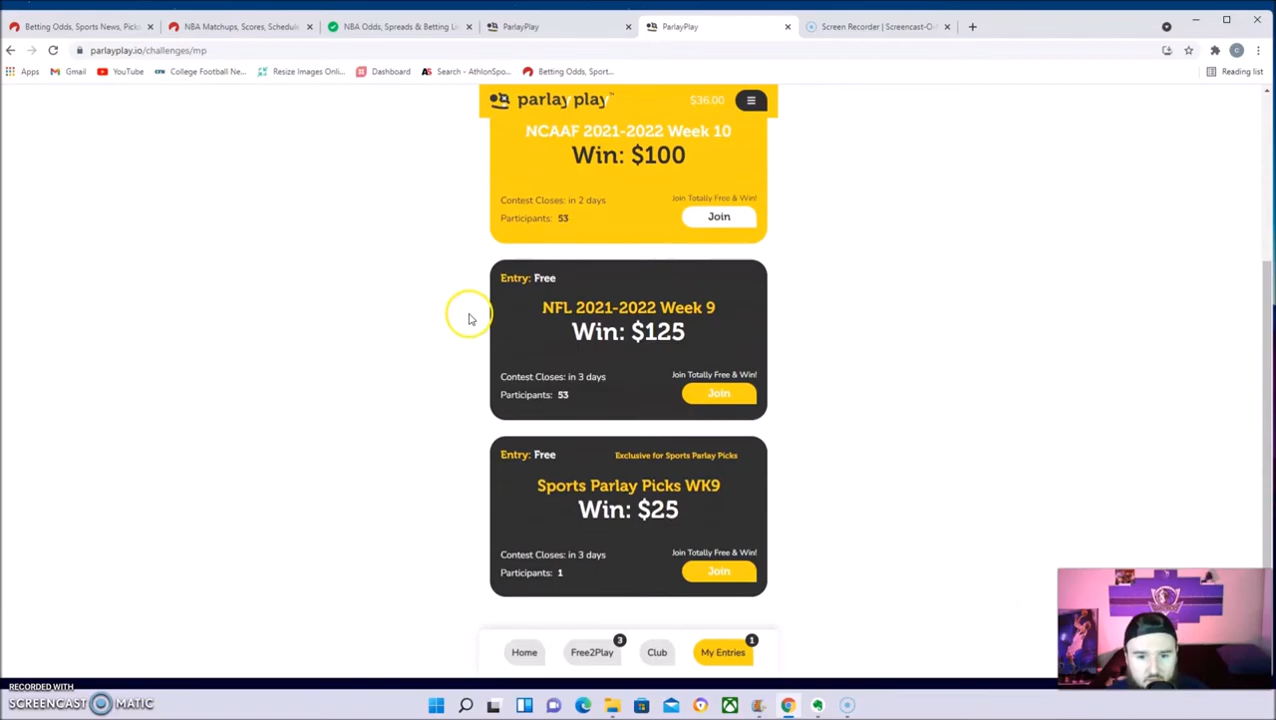 Betting Odds, Sports News, Picks
NBA Matchups, Scores, Schedule
NBA Odds, Spreads & Betting Li
ParlayPlay
ParlayPlay
Screen Recorder | Screencast-O-
parlayplay.io/challenges/mp
Apps
Gmail
YouTube
College Football Ne...
Resize Images Onli...
Dashboard
Search - AthlonSpo...
Betting Odds, Sport...
Reading list
parlay play™
$36.00
NCAAF 2021-2022 Week 10
Win: $100
Contest Closes: in 2 days
Join Totally Free & Win!
Participants: 53
Join
Entry: Free
NFL 2021-2022 Week 9
Win: $125
Contest Closes: in 3 days
Join Totally Free & Win!
Participants: 53
Join
Entry: Free
Exclusive for Sports Parlay Picks
Sports Parlay Picks WK9
Win: $25
Contest Closes: in 3 days
Join Totally Free & Win!
Participants: 1
Join
Home
Free2Play
3
Club
My Entries
1
RECORDED WITH
SCREENCAST MATIC